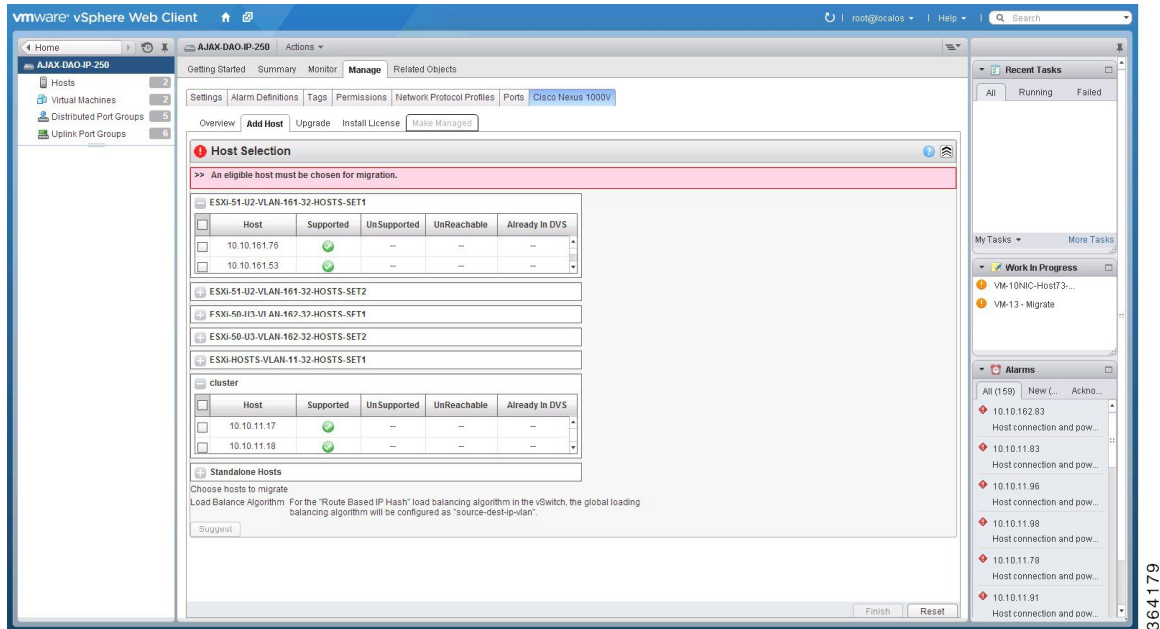 vmware® vSphere Web Client
root@localos
Help
Search
Home
AJAX-DAO-IP-250
Hosts 2
Virtual Machines 2
Distributed Port Groups 5
Uplink Port Groups 6
AJAX-DAO-IP-250 Actions
Getting Started Summary Monitor Manage Related Objects
Settings Alarm Definitions Tags Permissions Network Protocol Profiles Ports Cisco Nexus 1000V
Overview Add Host Upgrade Install License Make Managed
Host Selection
>> An eligible host must be chosen for migration.
ESXi-51-U2-VLAN-161-32-HOSTS-SET1
Host Supported UnSupported UnReachable Already In DVS
10.10.161.76 -- -- --
10.10.161.53 -- -- --
ESXi-51-U2-VLAN-161-32-HOSTS-SET2
ESXi-50-U3-VLAN-162-32-HOSTS-SET1
ESXi-50-U3-VLAN-162-32-HOSTS-SET2
ESXi-HOSTS-VLAN-11-32-HOSTS-SET1
cluster
Host Supported UnSupported UnReachable Already In DVS
10.10.11.17 -- -- --
10.10.11.18 -- -- --
Standalone Hosts
Choose hosts to migrate
Load Balance Algorithm For the "Route Based IP Hash" load balancing algorithm in the vSwitch, the global loading
balancing algorithm will be configured as "source-dest-ip-vlan".
Suggest
Finish Reset
Recent Tasks
All Running Failed
My Tasks More Tasks
Work In Progress
VM-10NIC-Host73-...
VM-13 - Migrate
Alarms
All (159) New (... Ackno...
10.10.162.83
Host connection and pow...
10.10.11.83
Host connection and pow...
10.10.11.96
Host connection and pow...
10.10.11.98
Host connection and pow...
10.10.11.78
Host connection and pow...
10.10.11.91
Host connection and pow...
364179